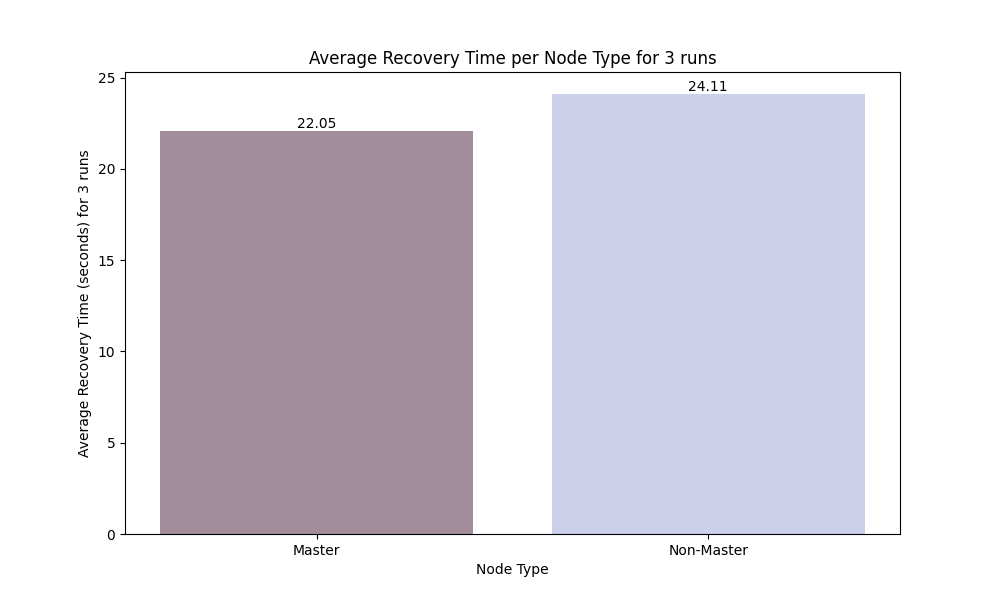 Average Recovery Time per Node Type for 3 runs
Average Recovery Time (seconds) for 3 runs
25
20
15
10
5
0
22.05
24.11
Master
Non-Master
Node Type